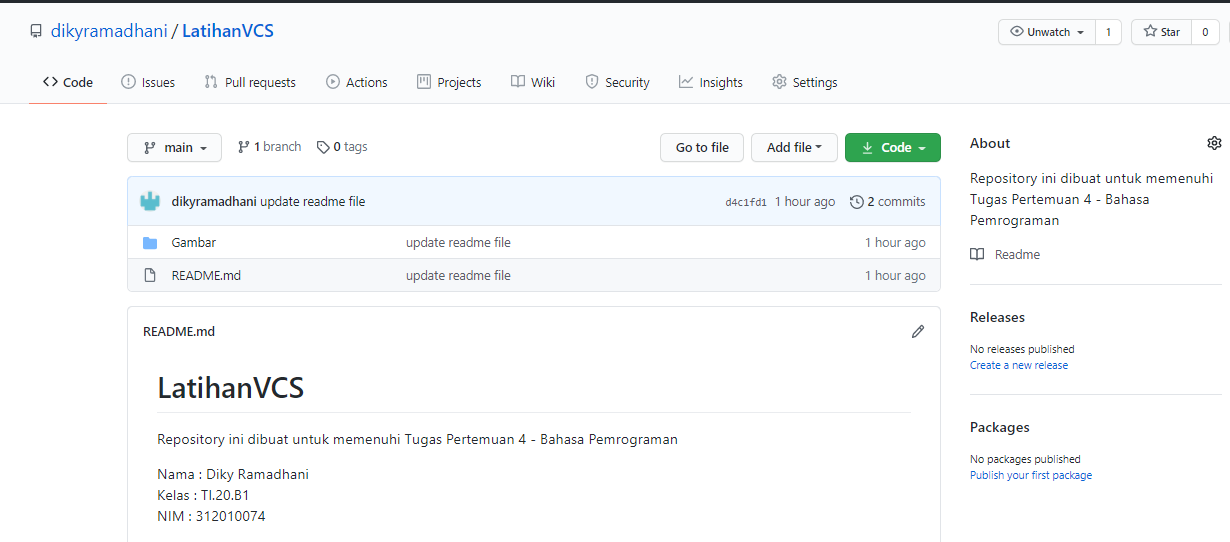 dikyramadhani / LatihanVCS
Unwatch 1
Star 0
Code Issues Pull requests Actions Projects Wiki Security Insights Settings
main 1 branch 0 tags
Go to file Add file Code
dikyramadhani update readme file d4c1fd1 1 hour ago 2 commits
Gambar update readme file 1 hour ago
README.md update readme file 1 hour ago
README.md
LatihanVCS
Repository ini dibuat untuk memenuhi Tugas Pertemuan 4 - Bahasa Pemrograman
Nama : Diky Ramadhani
Kelas : TI.20.B1
NIM : 312010074
About
Repository ini dibuat untuk memenuhi
Tugas Pertemuan 4 - Bahasa
Pemrograman
Readme
Releases
No releases published
Create a new release
Packages
No packages published
Publish your first package